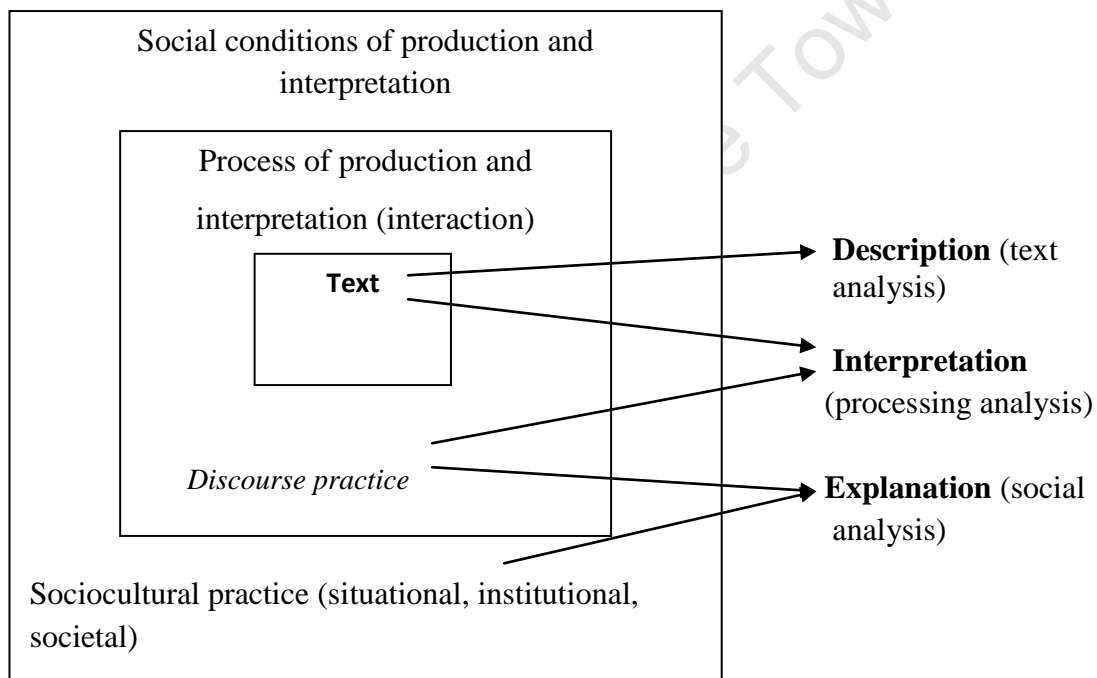 Social conditions of production and
interpretation
Process of production and
interpretation (interaction)
Text
Discourse practice
Sociocultural practice (situational, institutional,
societal)
Description (text
analysis)
Interpretation
(processing analysis)
Explanation (social
analysis)